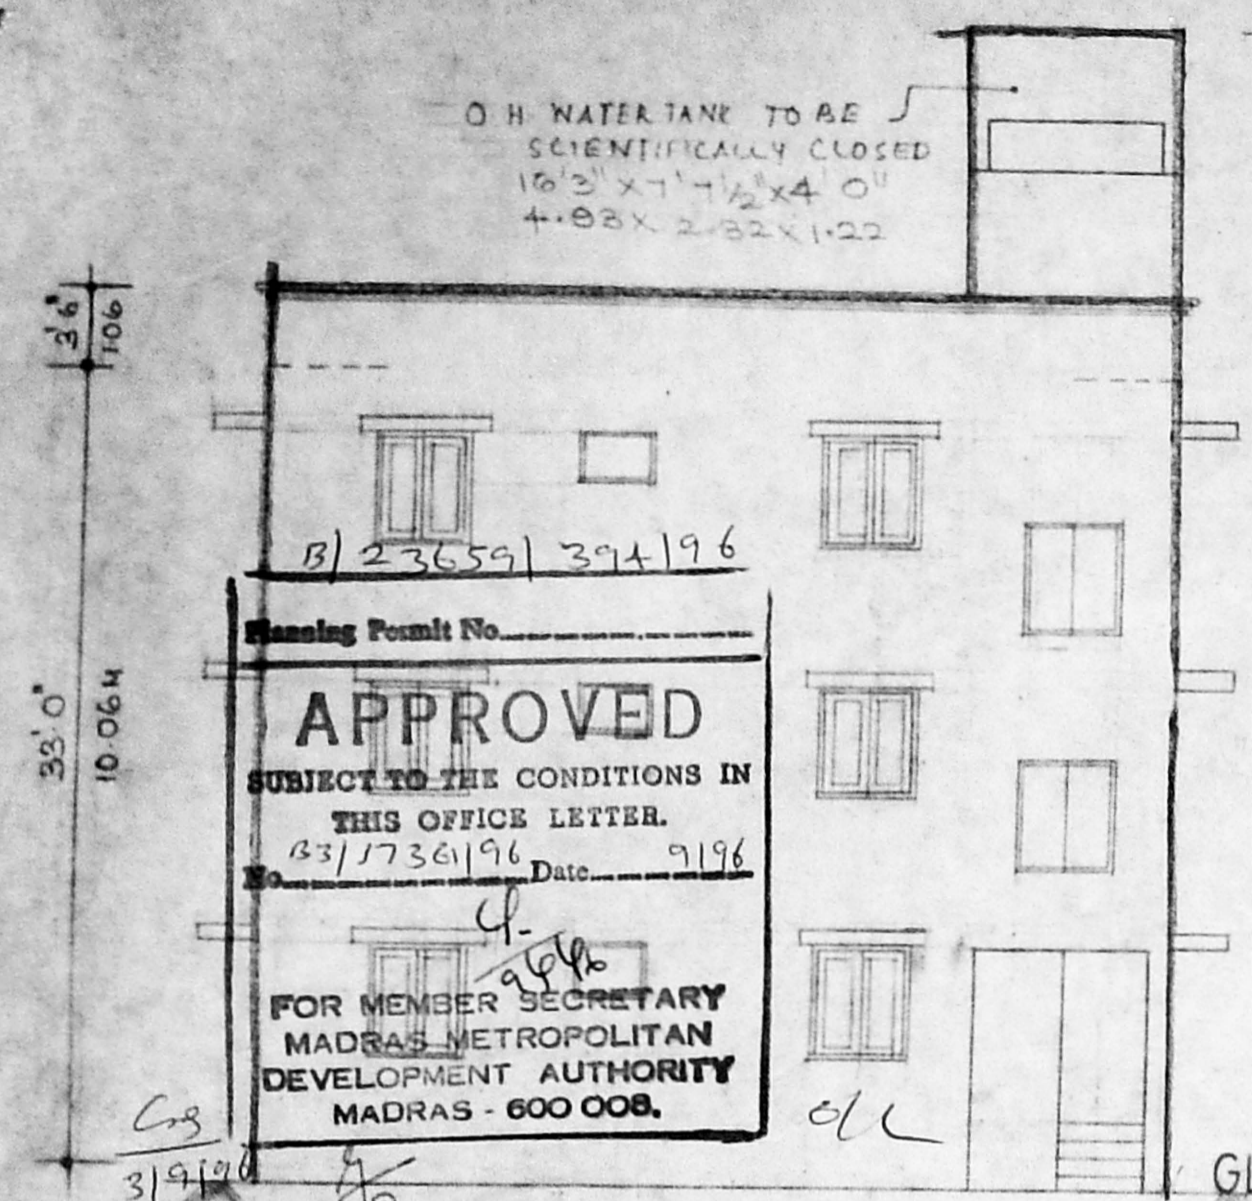 O.H. WATER TANK TO BE
SCIENTIFICALLY CLOSED
16'3" x 7'7½" x 4'0"
4.93 x 2.32 x 1.22
3'6"
1.06
33'.0"
10.06M
B/23659/394/96
Planning Permit No.
APPROVED
SUBJECT TO THE CONDITIONS IN
THIS OFFICE LETTER.
No. B3/17361/96 Date 9/96
FOR MEMBER SECRETARY
MADRAS METROPOLITAN
DEVELOPMENT AUTHORITY
MADRAS - 600 008.
3/9/96